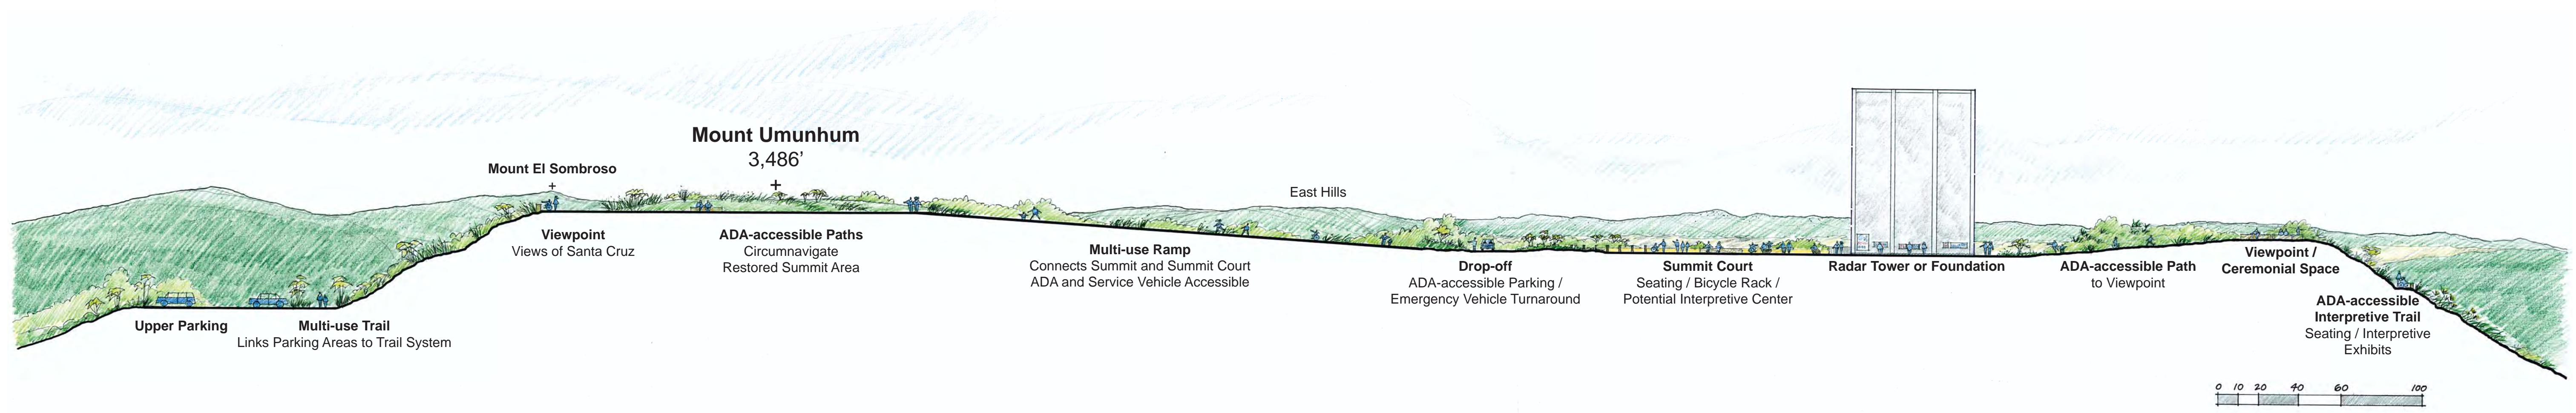 Mount Umunhum
3,486’
+
Mount El Sombroso
+
East Hills
Viewpoint
Views of Santa Cruz
ADA-accessible Paths
Circumnavigate
Restored Summit Area
Multi-use Ramp
Connects Summit and Summit Court
ADA and Service Vehicle Accessible
Drop-off
ADA-accessible Parking /
Emergency Vehicle Turnaround
Summit Court
Seating / Bicycle Rack /
Potential Interpretive Center
Radar Tower or Foundation
ADA-accessible Path
to Viewpoint
Viewpoint /
Ceremonial Space
ADA-accessible
Interpretive Trail
Seating / Interpretive
Exhibits
Upper Parking
Multi-use Trail
Links Parking Areas to Trail System
0 10 20 40 60 100